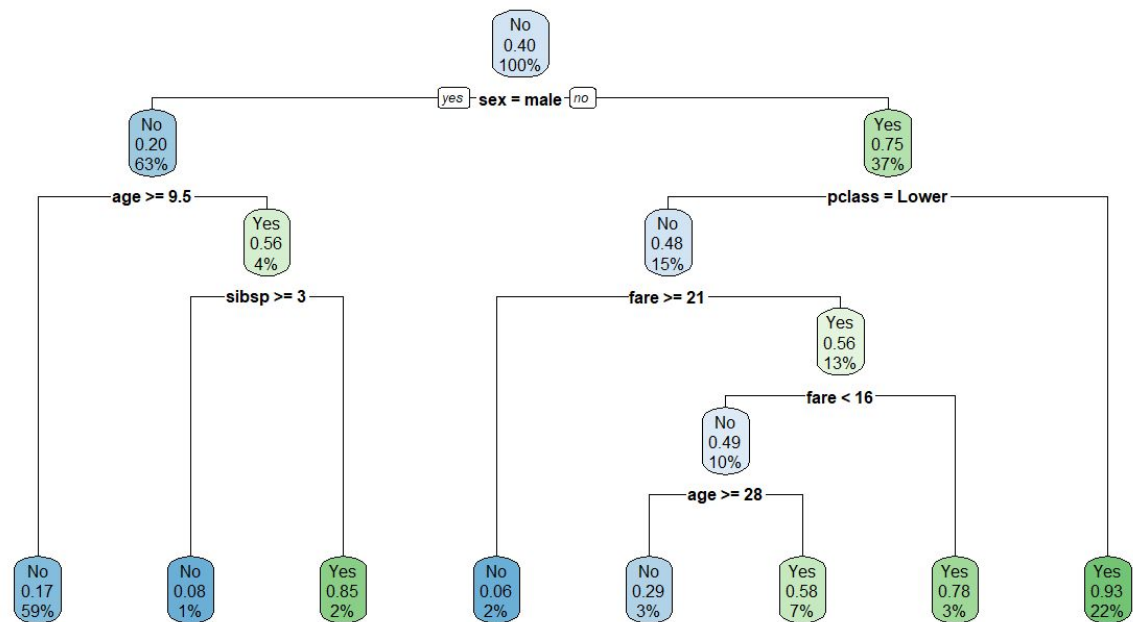 No
0.40
100%
yes sex = male no
No
0.20
63%
Yes
0.75
37%
age >= 9.5
pclass = Lower
Yes
0.56
4%
No
0.48
15%
sibsp >= 3
fare >= 21
Yes
0.56
13%
fare < 16
No
0.49
10%
age >= 28
No
0.17
59%
No
0.08
1%
Yes
0.85
2%
No
0.06
2%
No
0.29
3%
Yes
0.58
7%
Yes
0.78
3%
Yes
0.93
22%